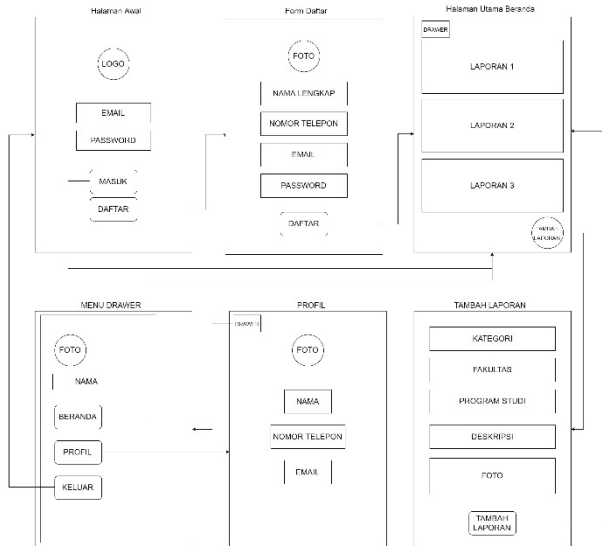 Halaman Awal
LOGO
EMAIL
PASSWORD
MASUK
DAFTAR
Form Daftar
FOTO
NAMA LENGKAP
NOMOR TELEPON
EMAIL
PASSWORD
DAFTAR
Halaman Utama Beranda
DRAWER
LAPORAN 1
LAPORAN 2
LAPORAN 3
LAPORAN
MENU DRAWER
FOTO
NAMA
BERANDA
PROFIL
KELUAR
PROFIL
FOTO
NAMA
NOMOR TELEPON
EMAIL
TAMBAH LAPORAN
KATEGORI
FAKULTAS
PROGRAM STUDI
DESKRIPSI
FOTO
TAMBAH
LAPORAN